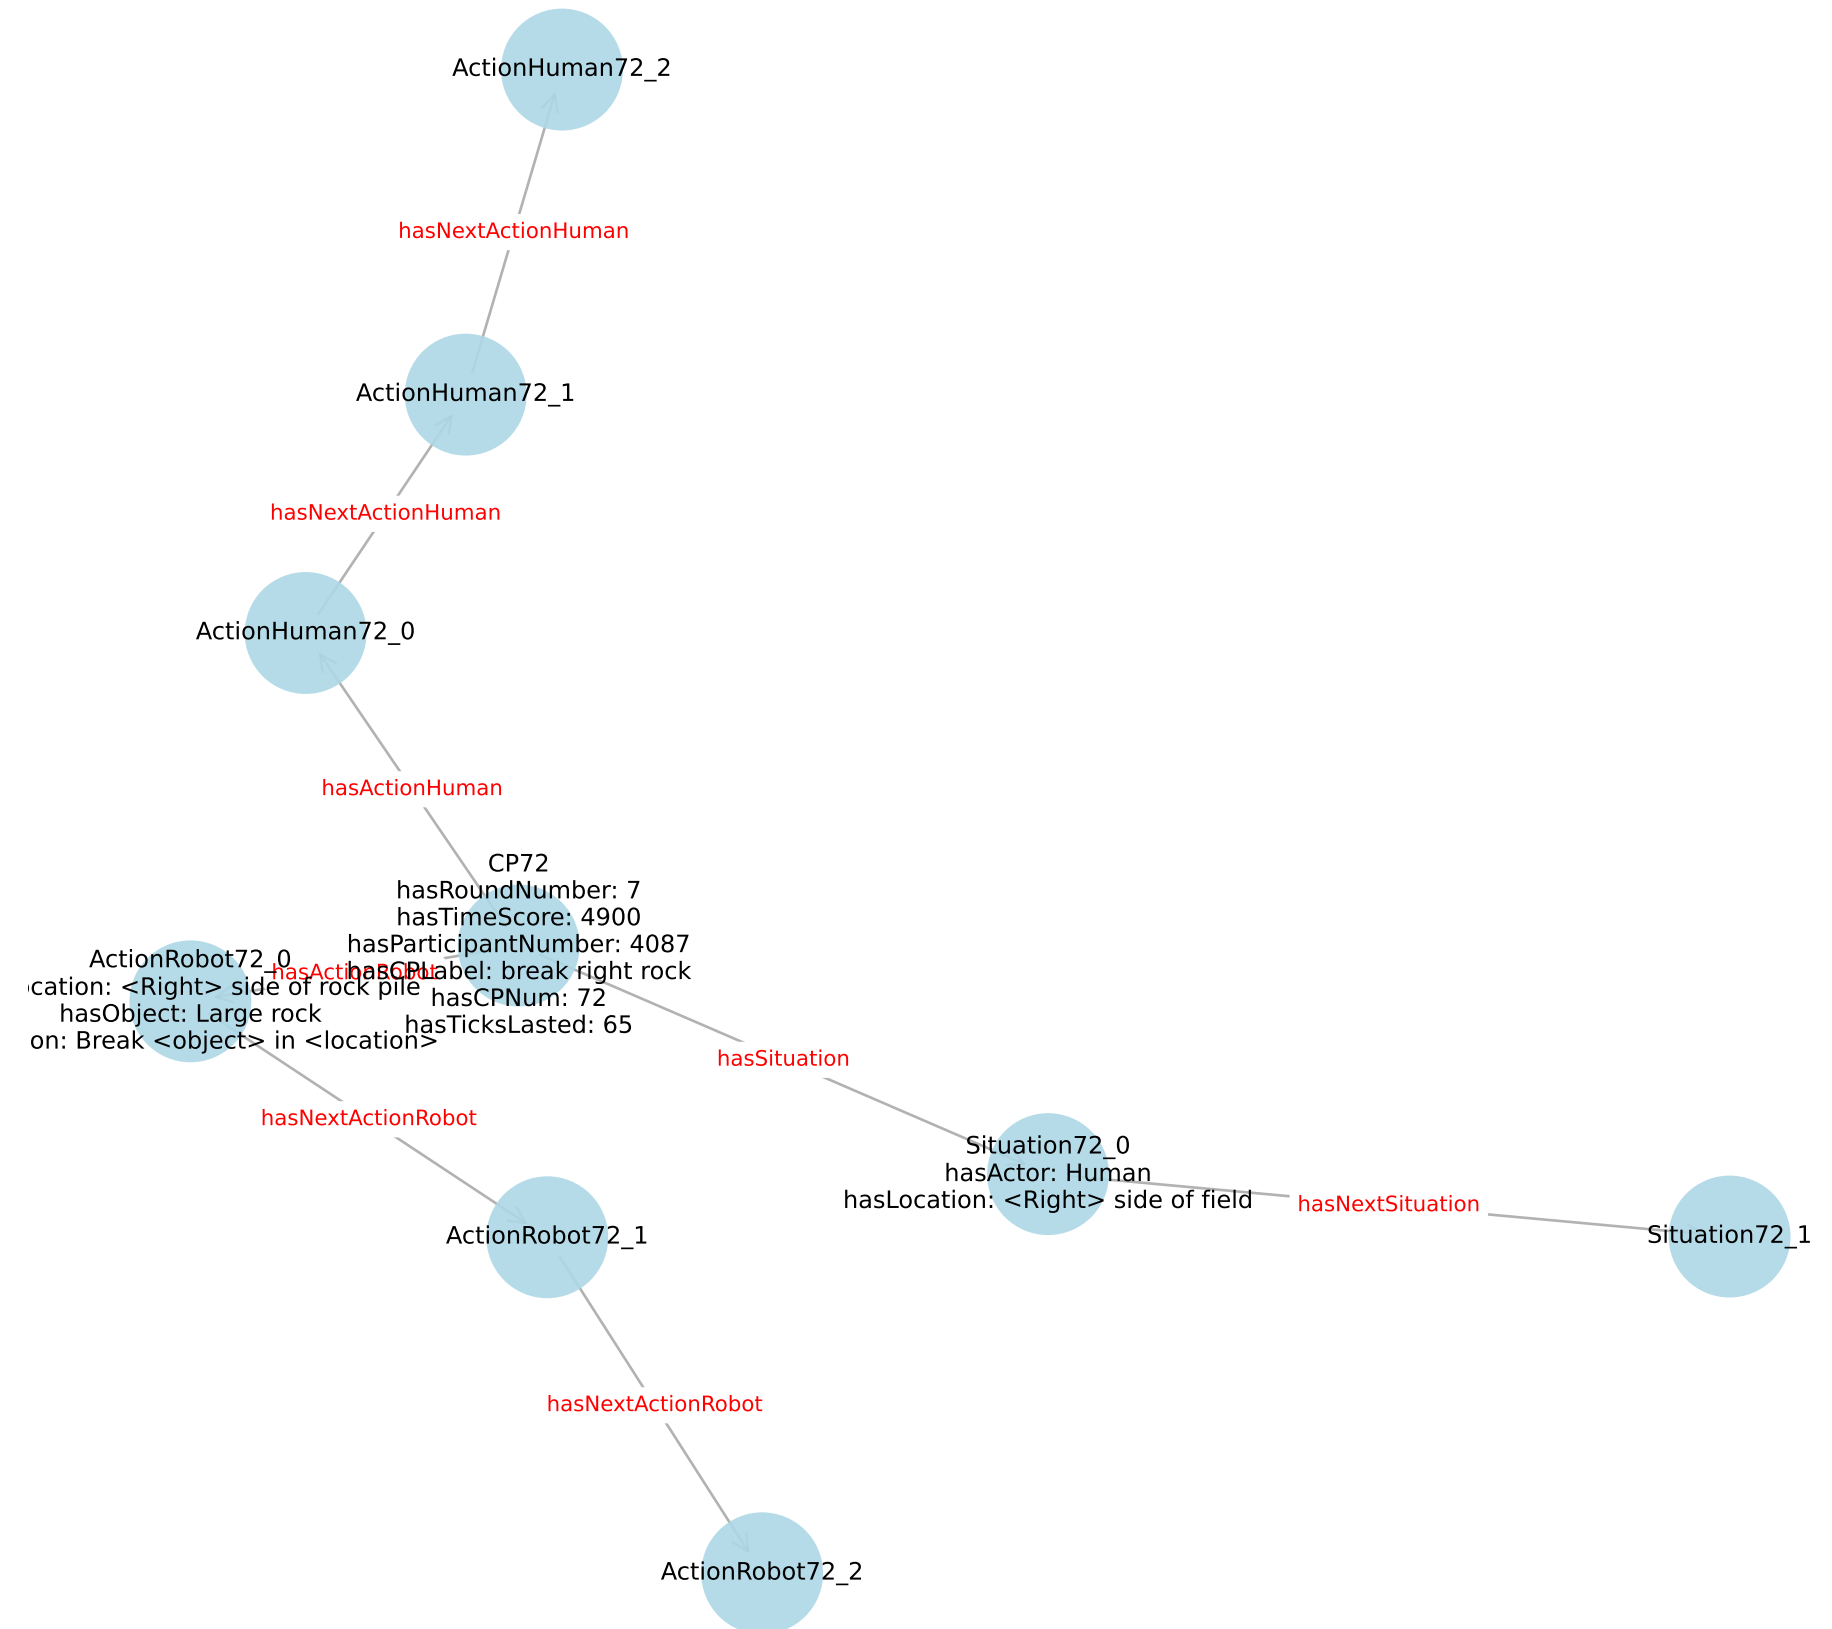 ActionHuman72_2
hasNextActionHuman
ActionHuman72_1
hasNextActionHuman
ActionHuman72_0
hasActionHuman
CP72
hasRoundNumber: 7
hasTimeScore: 4900
hasParticipantNumber: 4087
hasCPLabel: break right rock
hasCPNum: 72
hasTicksLasted: 65
hasActionRobot
ActionRobot72_0
cation: <Right> side of rock pile
hasObject: Large rock
on: Break <object> in <location>
hasNextActionRobot
hasSituation
Situation72_0
hasActor: Human
hasLocation: <Right> side of field
hasNextSituation
Situation72_1
ActionRobot72_1
hasNextActionRobot
ActionRobot72_2